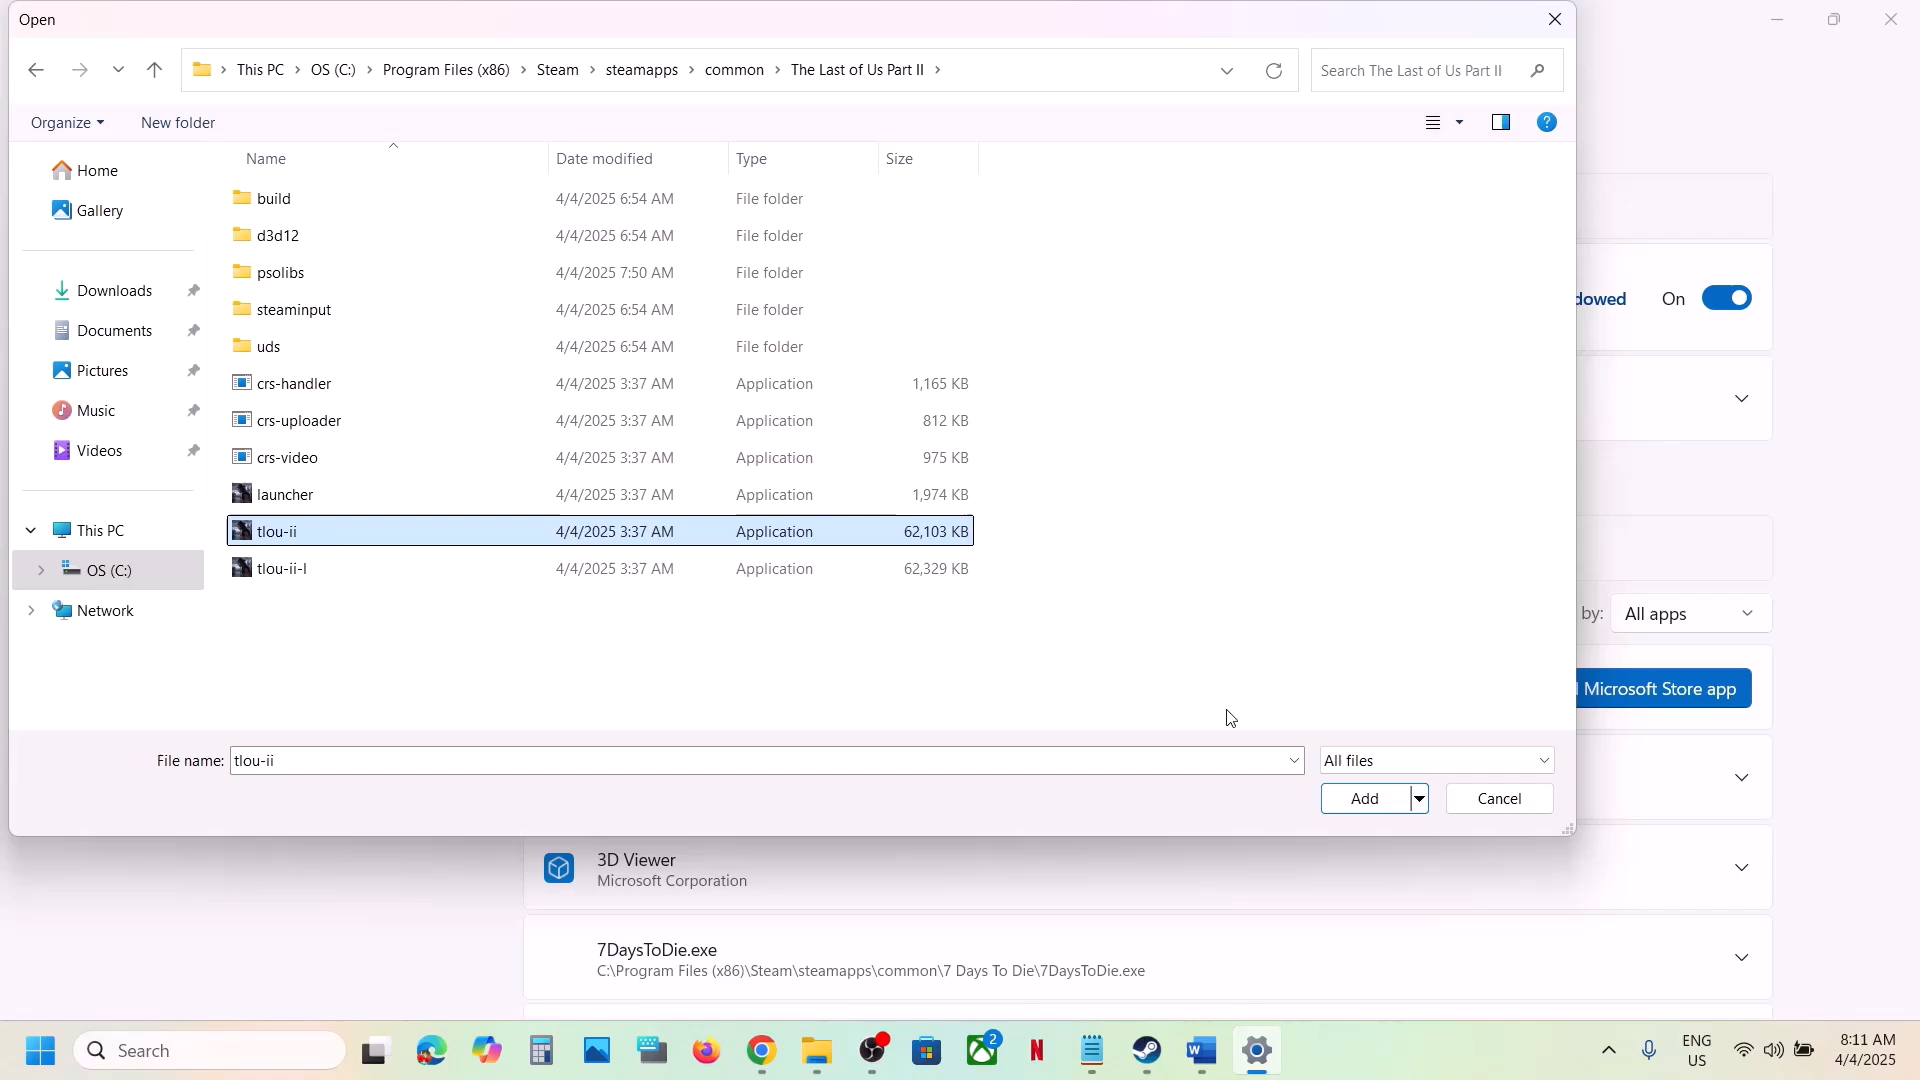 Open
This PC > OS (C:) > Program Files (x86) > Steam > steamapps > common > The Last of Us Part II >
Search The Last of Us Part II
Organize
New folder
Name
Date modified
Type
Size
Home
Gallery
Downloads
Documents
Pictures
Music
Videos
This PC
OS (C:)
Network
build 4/4/2025 6:54 AM File folder
d3d12 4/4/2025 6:54 AM File folder
psolibs 4/4/2025 7:50 AM File folder
steaminput 4/4/2025 6:54 AM File folder
uds 4/4/2025 6:54 AM File folder
crs-handler 4/4/2025 3:37 AM Application 1,165 KB
crs-uploader 4/4/2025 3:37 AM Application 812 KB
crs-video 4/4/2025 3:37 AM Application 975 KB
launcher 4/4/2025 3:37 AM Application 1,974 KB
tlou-ii 4/4/2025 3:37 AM Application 62,103 KB
tlou-ii-l 4/4/2025 3:37 AM Application 62,329 KB
File name: tlou-ii
All files
Add
Cancel
On
by: All apps
Microsoft Store app
3D Viewer
Microsoft Corporation
7DaysToDie.exe
C:\Program Files (x86)\Steam\steamapps\common\7 Days To Die\7DaysToDie.exe
Search
2
ENG
US
8:11 AM
4/4/2025